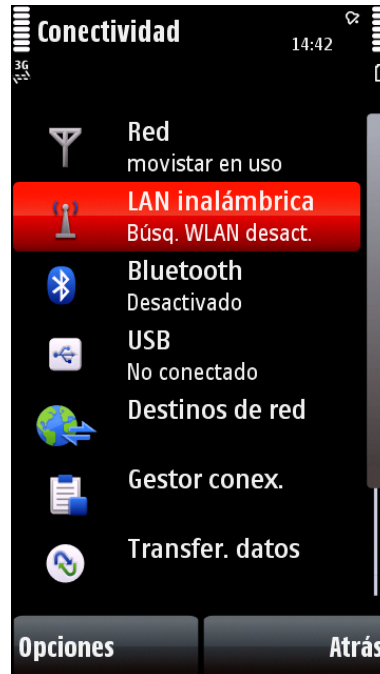 Conectividad
14:42
3G
Red
movistar en uso
LAN inalámbrica
Búsq. WLAN desact.
Bluetooth
Desactivado
USB
No conectado
Destinos de red
Gestor conex.
Transfer. datos
Opciones
Atrás